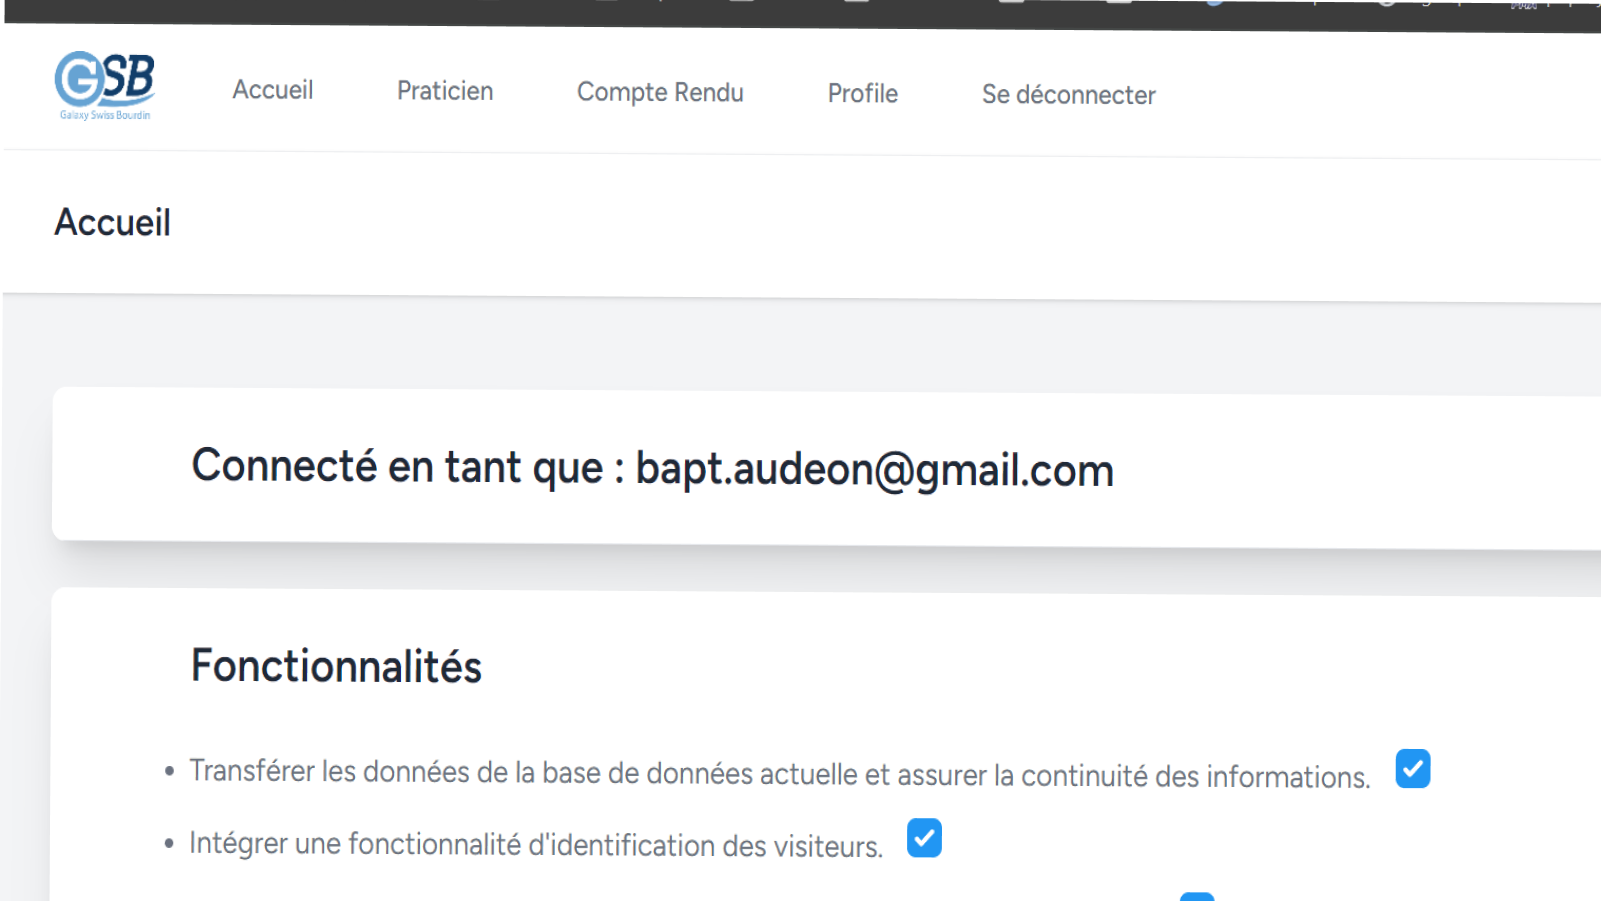 GSB
Galaxy Swiss Bourdin
Accueil
Praticien
Compte Rendu
Profile
Se déconnecter
Accueil
Connecté en tant que : bapt.audeon@gmail.com
Fonctionnalités
• Transférer les données de la base de données actuelle et assurer la continuité des informations.
• Intégrer une fonctionnalité d'identification des visiteurs.